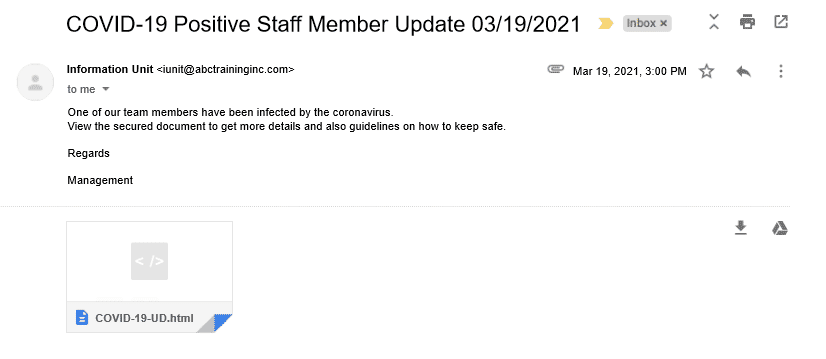 COVID-19 Positive Staff Member Update 03/19/2021 Inbox ×
Information Unit <iunit@abctraininginc.com> Mar 19, 2021, 3:00 PM
to me
One of our team members have been infected by the coronavirus.
View the secured document to get more details and also guidelines on how to keep safe.
Regards
Management
</>
COVID-19-UD.html